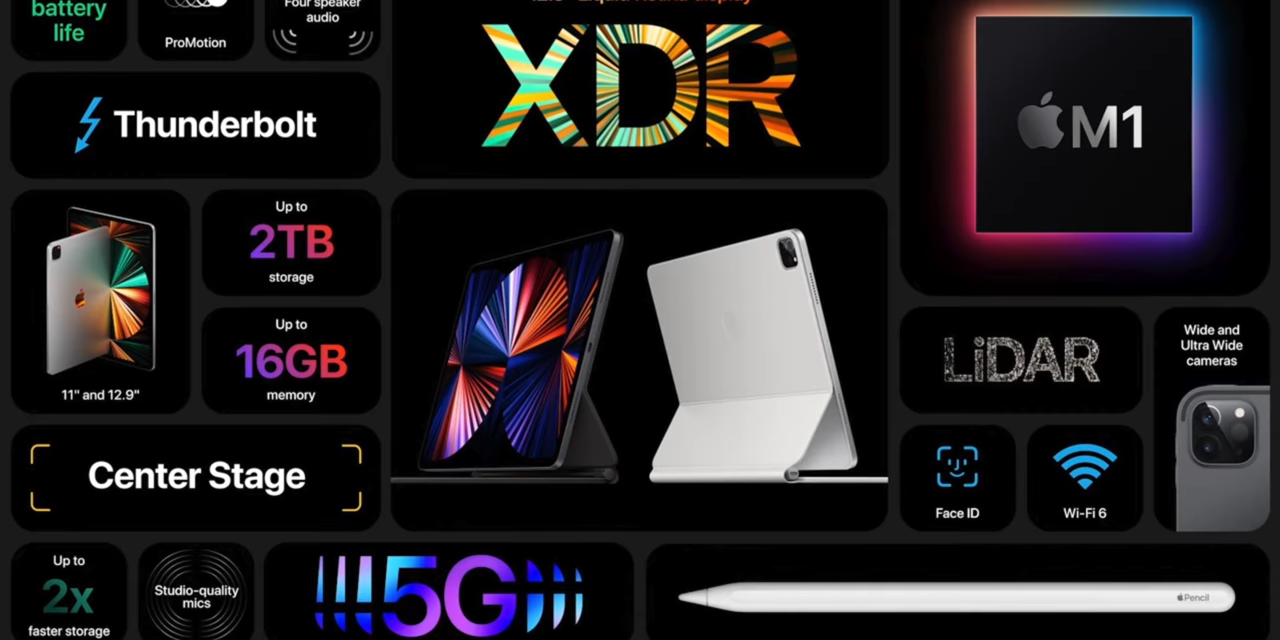 battery
life
ProMotion
Four speaker
audio
XDR
M1
Thunderbolt
Up to
2TB
storage
11" and 12.9"
Up to
16GB
memory
LiDAR
Wide and
Ultra Wide
cameras
Center Stage
Face ID
Wi-Fi 6
Up to
2x
faster storage
Studio-quality
mics
5G
Pencil